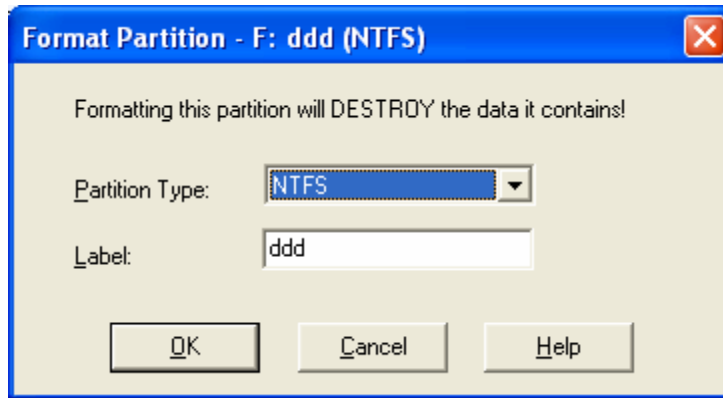 Format Partition - F: ddd (NTFS)
Formatting this partition will DESTROY the data it contains!
Partition Type: NTFS
Label: ddd
OK Cancel Help